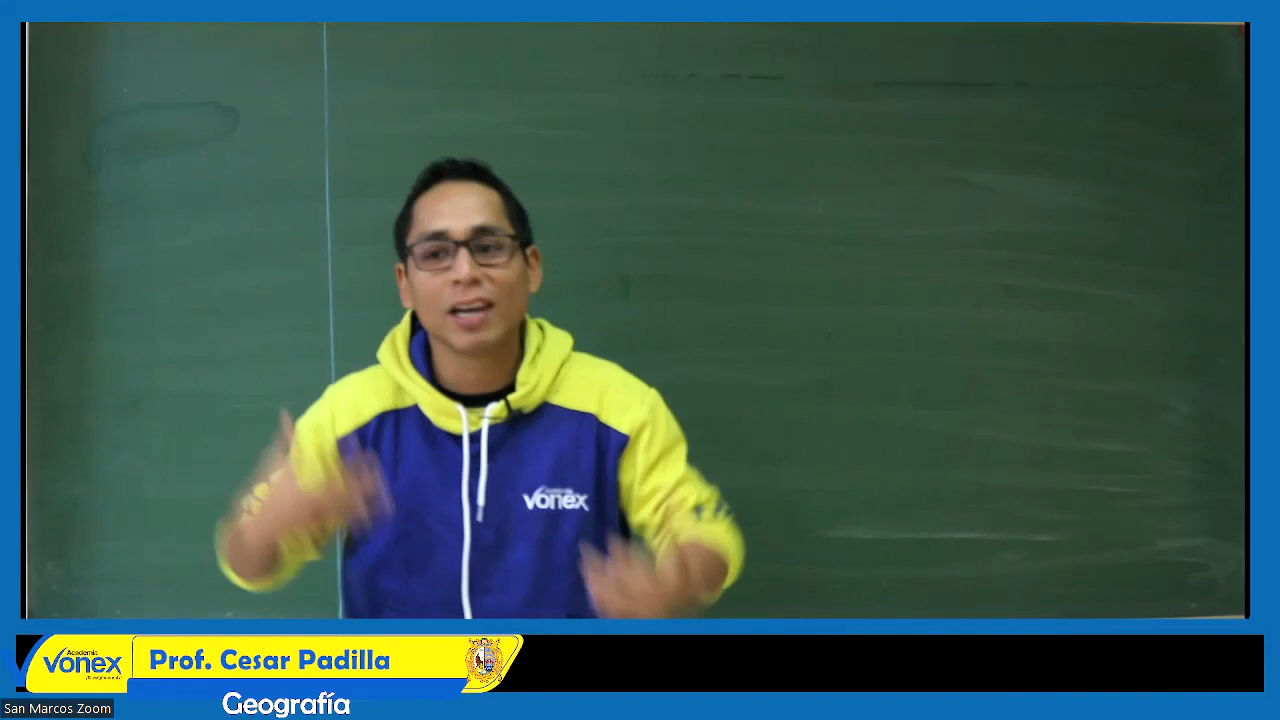 vonex
Academia
vonex
Prof. Cesar Padilla
Geografía
San Marcos Zoom